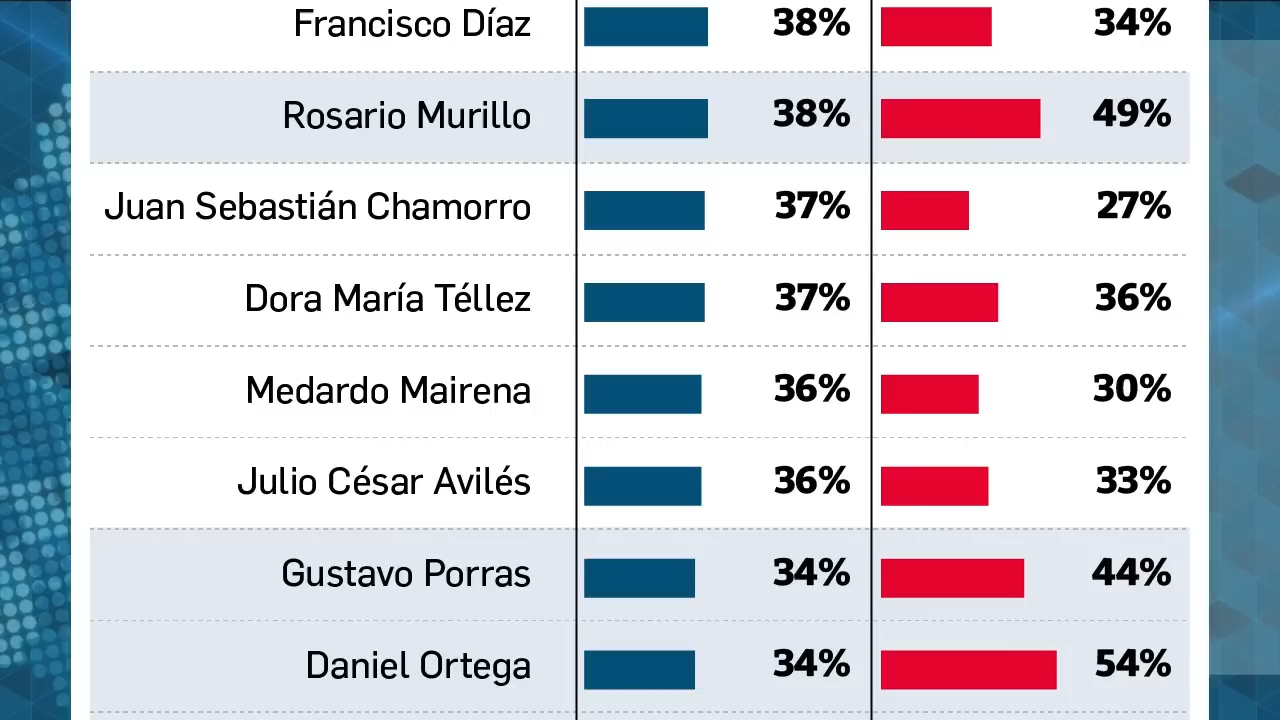 Francisco Díaz 38% 34%
Rosario Murillo 38% 49%
Juan Sebastián Chamorro 37% 27%
Dora María Téllez 37% 36%
Medardo Mairena 36% 30%
Julio César Avilés 36% 33%
Gustavo Porras 34% 44%
Daniel Ortega 34% 54%